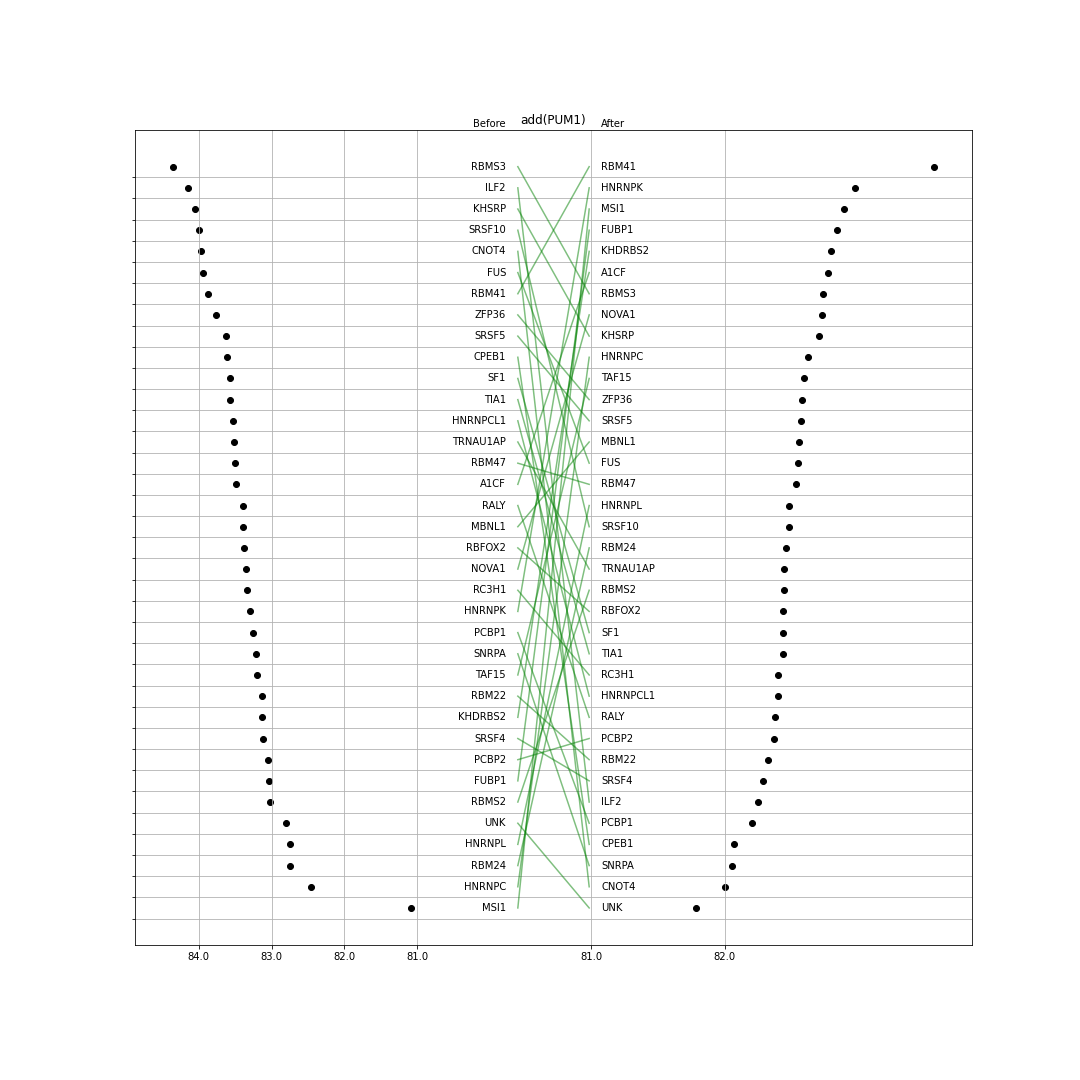 add(PUM1)
Before After
RBMS3 RBM41
ILF2 HNRNPK
KHSRP MSI1
SRSF10 FUBP1
CNOT4 KHDRBS2
FUS A1CF
RBM41 RBMS3
ZFP36 NOVA1
SRSF5 KHSRP
CPEB1 HNRNPC
SF1 TAF15
TIA1 ZFP36
HNRNPCL1 SRSF5
TRNAU1AP MBNL1
RBM47 FUS
A1CF RBM47
RALY HNRNPL
MBNL1 SRSF10
RBFOX2 RBM24
NOVA1 TRNAU1AP
RC3H1 RBMS2
HNRNPK RBFOX2
PCBP1 SF1
SNRPA TIA1
TAF15 RC3H1
RBM22 HNRNPCL1
KHDRBS2 RALY
SRSF4 PCBP2
PCBP2 RBM22
FUBP1 SRSF4
RBMS2 ILF2
UNK PCBP1
HNRNPL CPEB1
RBM24 SNRPA
HNRNPC CNOT4
MSI1 UNK
84.0 83.0 82.0 81.0 81.0 82.0